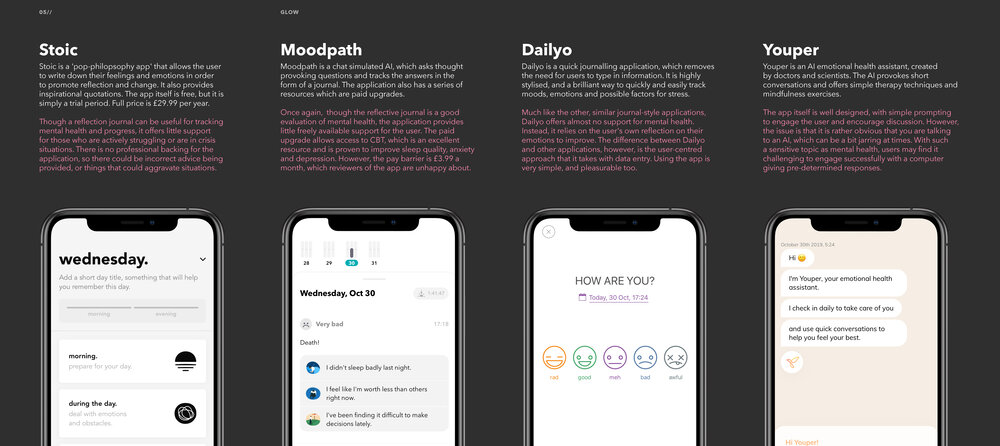 05//
GLOW
Stoic
Stoic is a 'pop-philopsophy app' that allows the user
to write down their feelings and emotions in order
to promote reflection and change. It also provides
inspirational quotations. The app itself is free, but it is
simply a trial period. Full price is £29.99 per year.
Though a reflection journal can be useful for tracking
mental health and progress, it offers little support
for those who are actively struggling or are in crisis
situations. There is no professional backing for the
application, so there could be incorrect advice being
provided, or things that could aggravate situations.
Moodpath
Moodpath is a chat simulated AI, which asks thought
provoking questions and tracks the answers in the
form of a journal. The application also has a series of
resources which are paid upgrades.
Once again,  though the reflective journal is a good
evaluation of mental health, the application provides
little freely available support for the user. The paid
upgrade allows access to CBT, which is an excellent
resource and is proven to improve sleep quality, anxiety
and depression. However, the pay barrier is £3.99 a
month, which reviewers of the app are unhappy about.
Dailyo
Dailyo is a quick journalling application, which removes
the need for users to type in information. It is highly
stylised, and a brilliant way to quickly and easily track
moods, emotions and possible factors for stress.
Much like the other, similar journal-style applications,
Dailyo offers almost no support for mental health.
Instead, it relies on the user's own reflection on their
emotions to improve. The difference between Dailyo
and other applications, however, is the user-centred
approach that it takes with data entry. Using the app is
very simple, and pleasurable too.
Youper
Youper is an AI emotional health assistant, created
by doctors and scientists. The AI provokes short
conversations and offers simple therapy techniques and
mindfulness exercises.
The app itself is well designed, with simple prompting
to engage the user and encourage discussion. However,
the issue is that it is rather obvious that you are talking
to an AI, which can be a bit jarring at times. With such
a sensitive topic as mental health, users may find it
challenging to engage successfully with a computer
giving pre-determined responses.
wednesday.
Add a short day title, something that will help
you remember this day.
morning evening
morning.
prepare for your day.
during the day.
deal with emotions
and obstacles.
28 29 30 31
Wednesday, Oct 30
1:41:47
Very bad 17:18
Death!
I didn't sleep badly last night.
I feel like I'm worth less than others
right now.
I've been finding it difficult to make
decisions lately.
HOW ARE YOU?
Today, 30 Oct, 17:24
rad good meh bad awful
October 30th 2019, 5:24
Hi 😊
I'm Youper, your emotional health
assistant.
I check in daily to take care of you
and use quick conversations to
help you feel your best.
Hi Youper!